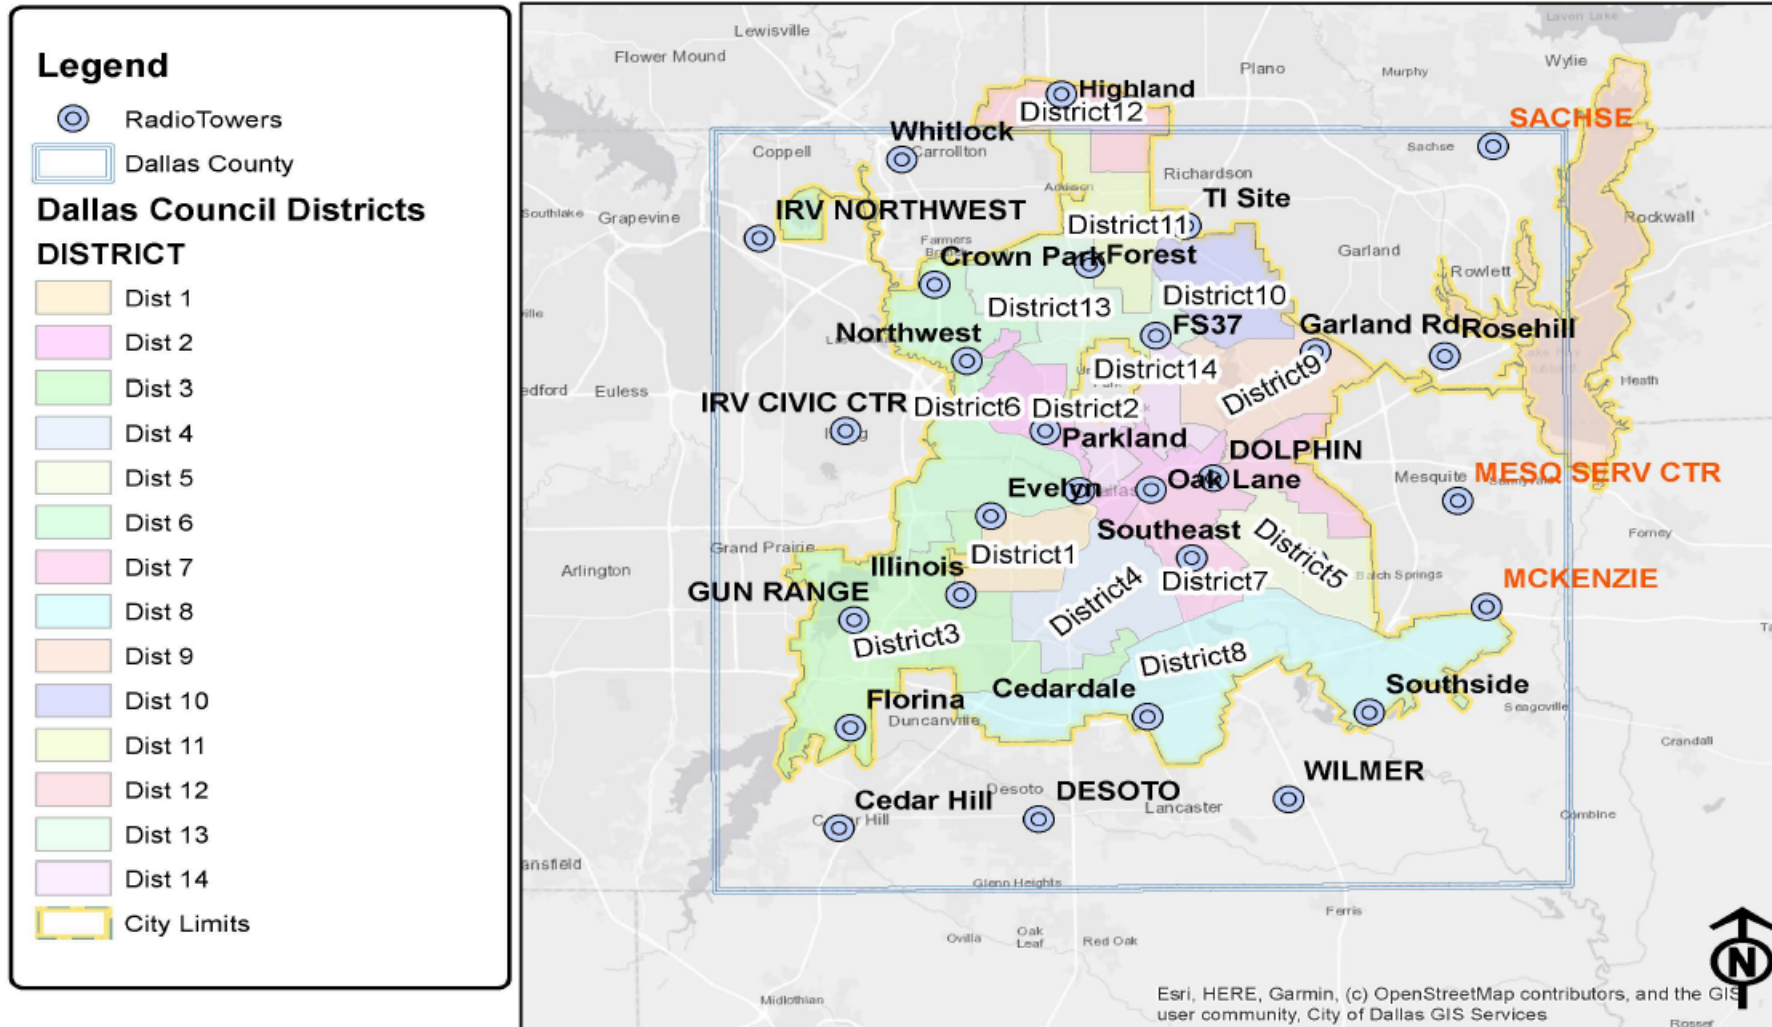 Legend
RadioTowers
Dallas County
Dallas Council Districts
DISTRICT
Dist 1
Dist 2
Dist 3
Dist 4
Dist 5
Dist 6
Dist 7
Dist 8
Dist 9
Dist 10
Dist 11
Dist 12
Dist 13
Dist 14
City Limits
Lavon Lake
Lewisville
Flower Mound
Wylie
Plano
Murphy
Highland
District12
SACHSE
Whitlock
Coppell
Carrollton
Sachse
Richardson
TI Site
Southlake
Grapevine
IRV NORTHWEST
District11
Rockwall
Farmers
Crown Park
Forest
Garland
Rowlett
District13
District10
Northwest
FS37
Garland Rd
Rosehill
District14
District9
Heath
Euless
IRV CIVIC CTR
District6
District2
Parkland
DOLPHIN
Mesquite
MESQ SERV CTR
Evelyn
Oak Lane
Southeast
Forney
Grand Prairie
District1
District5
Arlington
Illinois
District7
Balch Springs
MCKENZIE
GUN RANGE
District4
District3
District8
Florina
Cedardale
Southside
Duncanville
Seagoville
Crandall
WILMER
Desoto
DESOTO
Cedar Hill
Lancaster
Combine
Glenn Heights
Ferris
Ovilla
Oak
Leaf
Red Oak
N
Midlothian
Esri, HERE, Garmin, (c) OpenStreetMap contributors, and the GIS
user community, City of Dallas GIS Services
Rosser